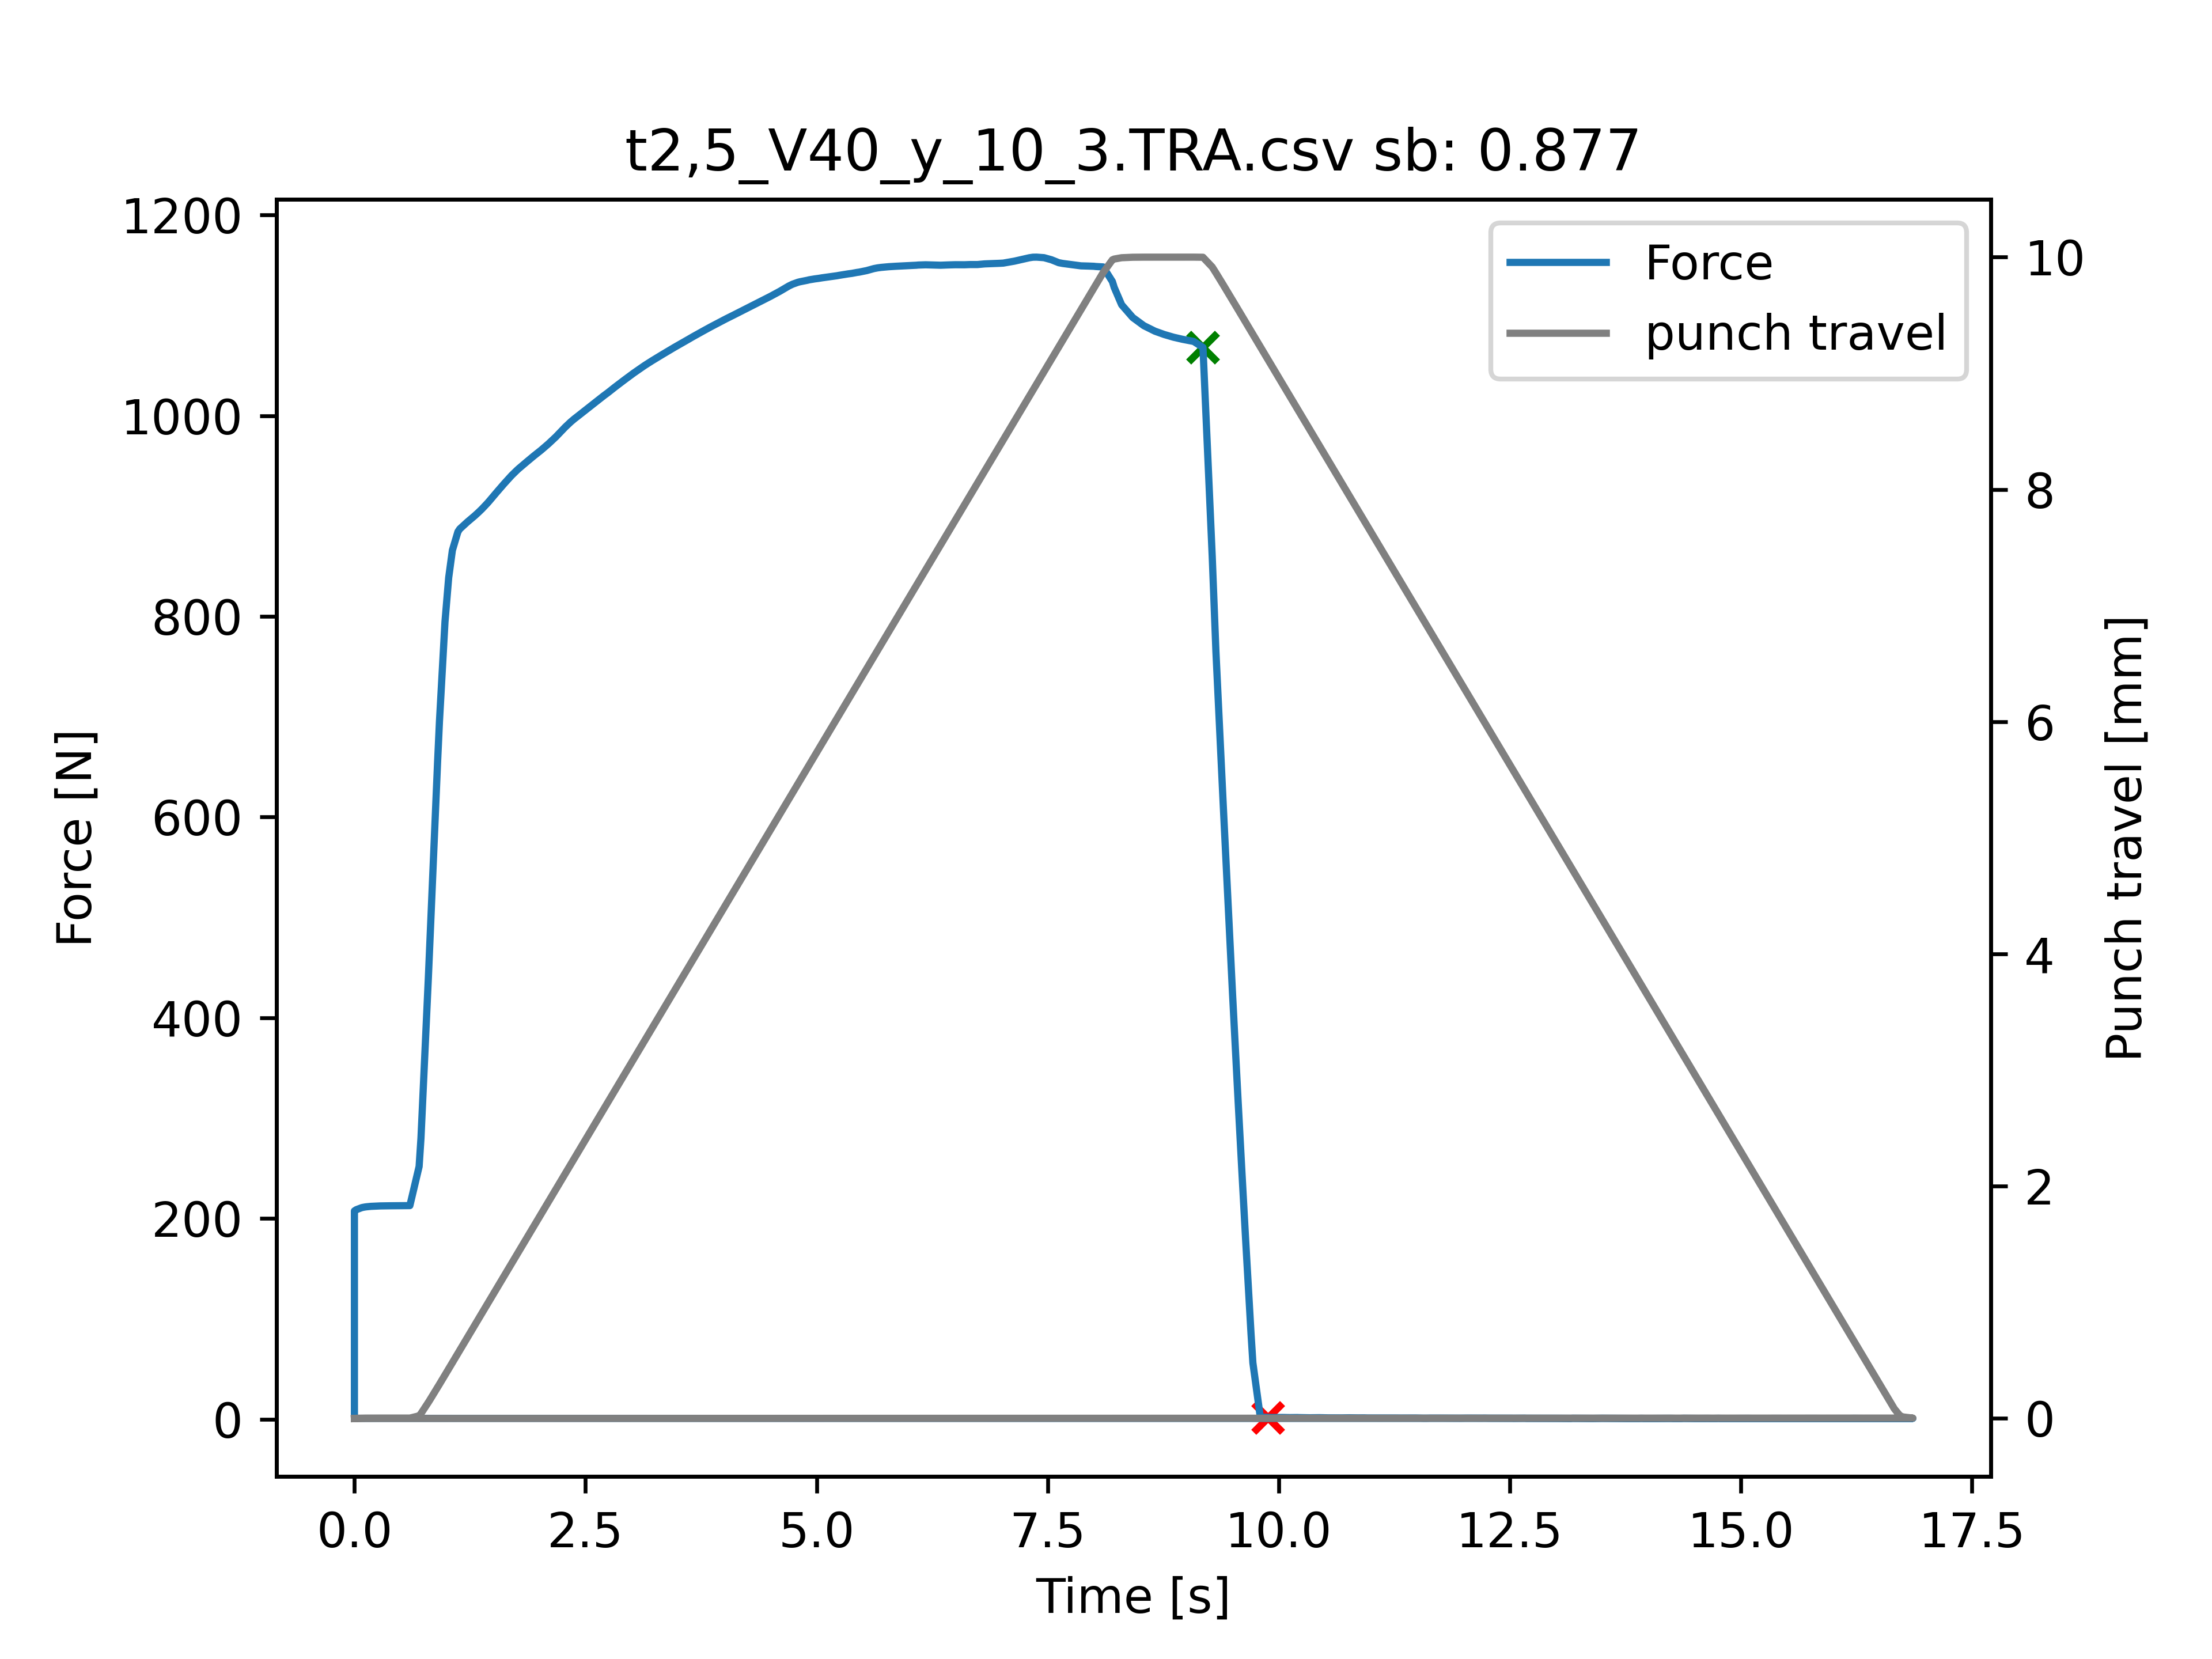 t2,5_V40_y_10_3.TRA.csv sb: 0.877
Force
punch travel
Force [N]
1200
1000
800
600
400
200
0
10
8
6
4
2
0
Punch travel [mm]
0.0 2.5 5.0 7.5 10.0 12.5 15.0 17.5
Time [s]